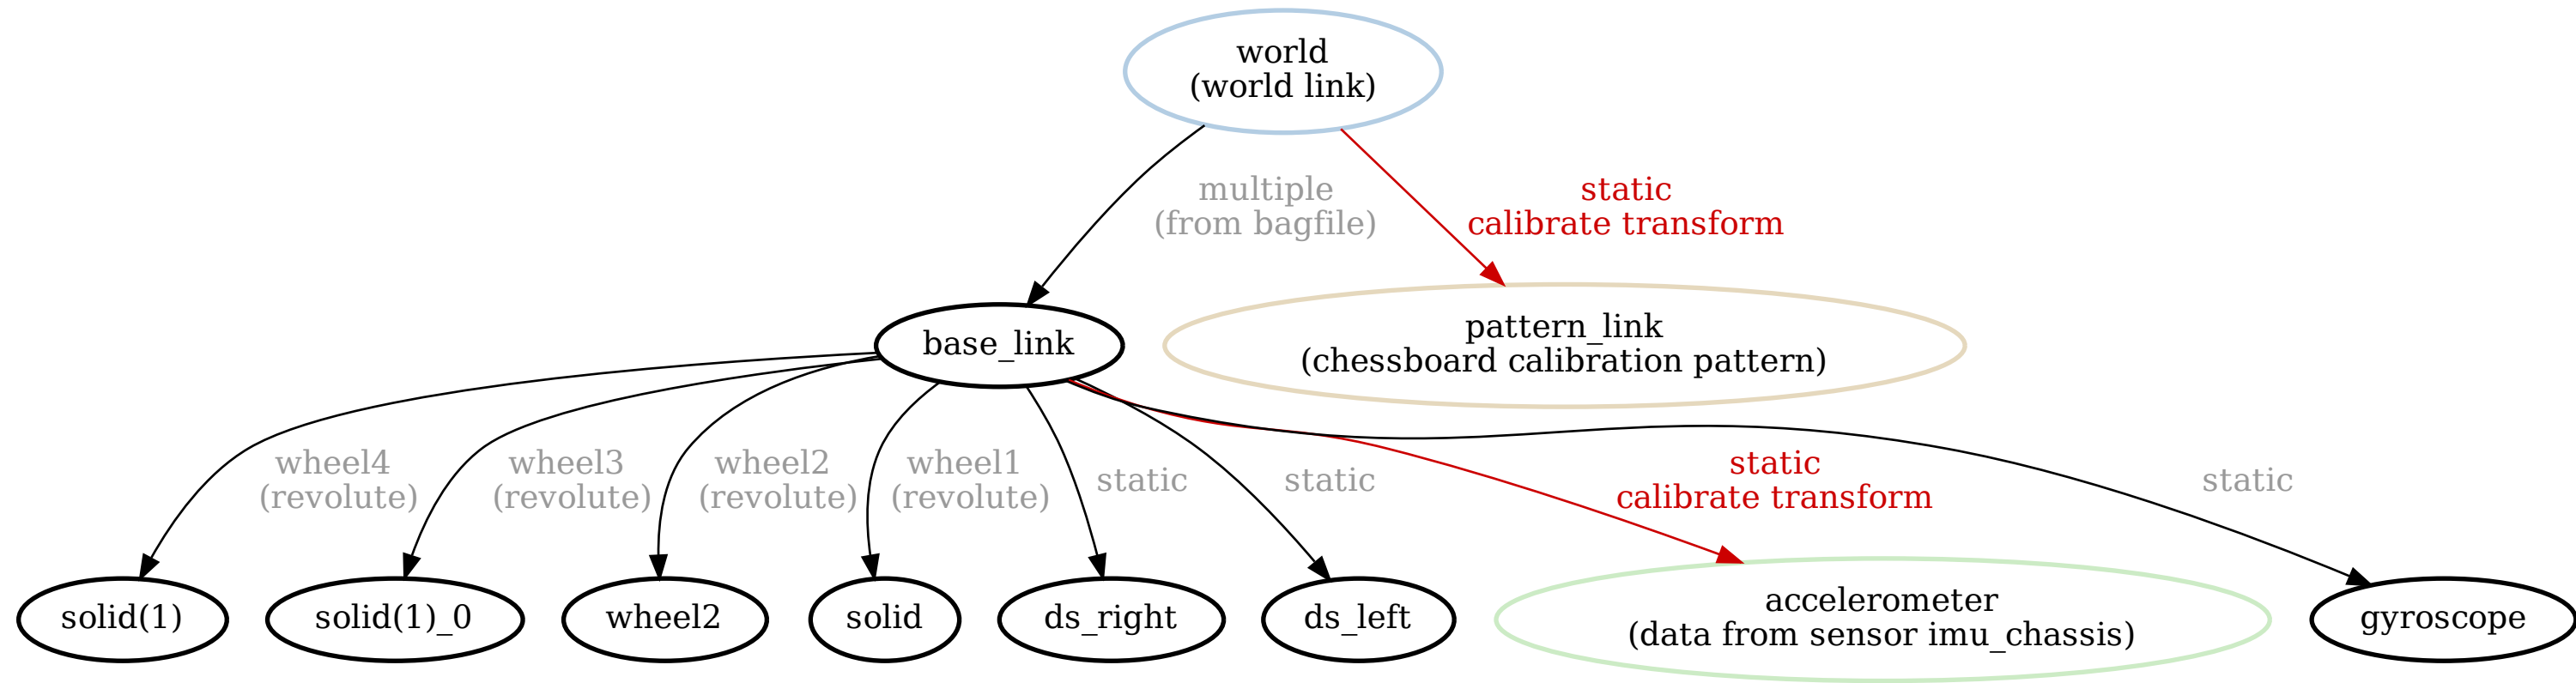 world
(world link)
multiple
(from bagfile)
static
calibrate transform
base_link
pattern_link
(chessboard calibration pattern)
wheel4
(revolute)
wheel3
(revolute)
wheel2
(revolute)
wheel1
(revolute)
static
static
static
calibrate transform
static
solid(1)
solid(1)_0
wheel2
solid
ds_right
ds_left
accelerometer
(data from sensor imu_chassis)
gyroscope